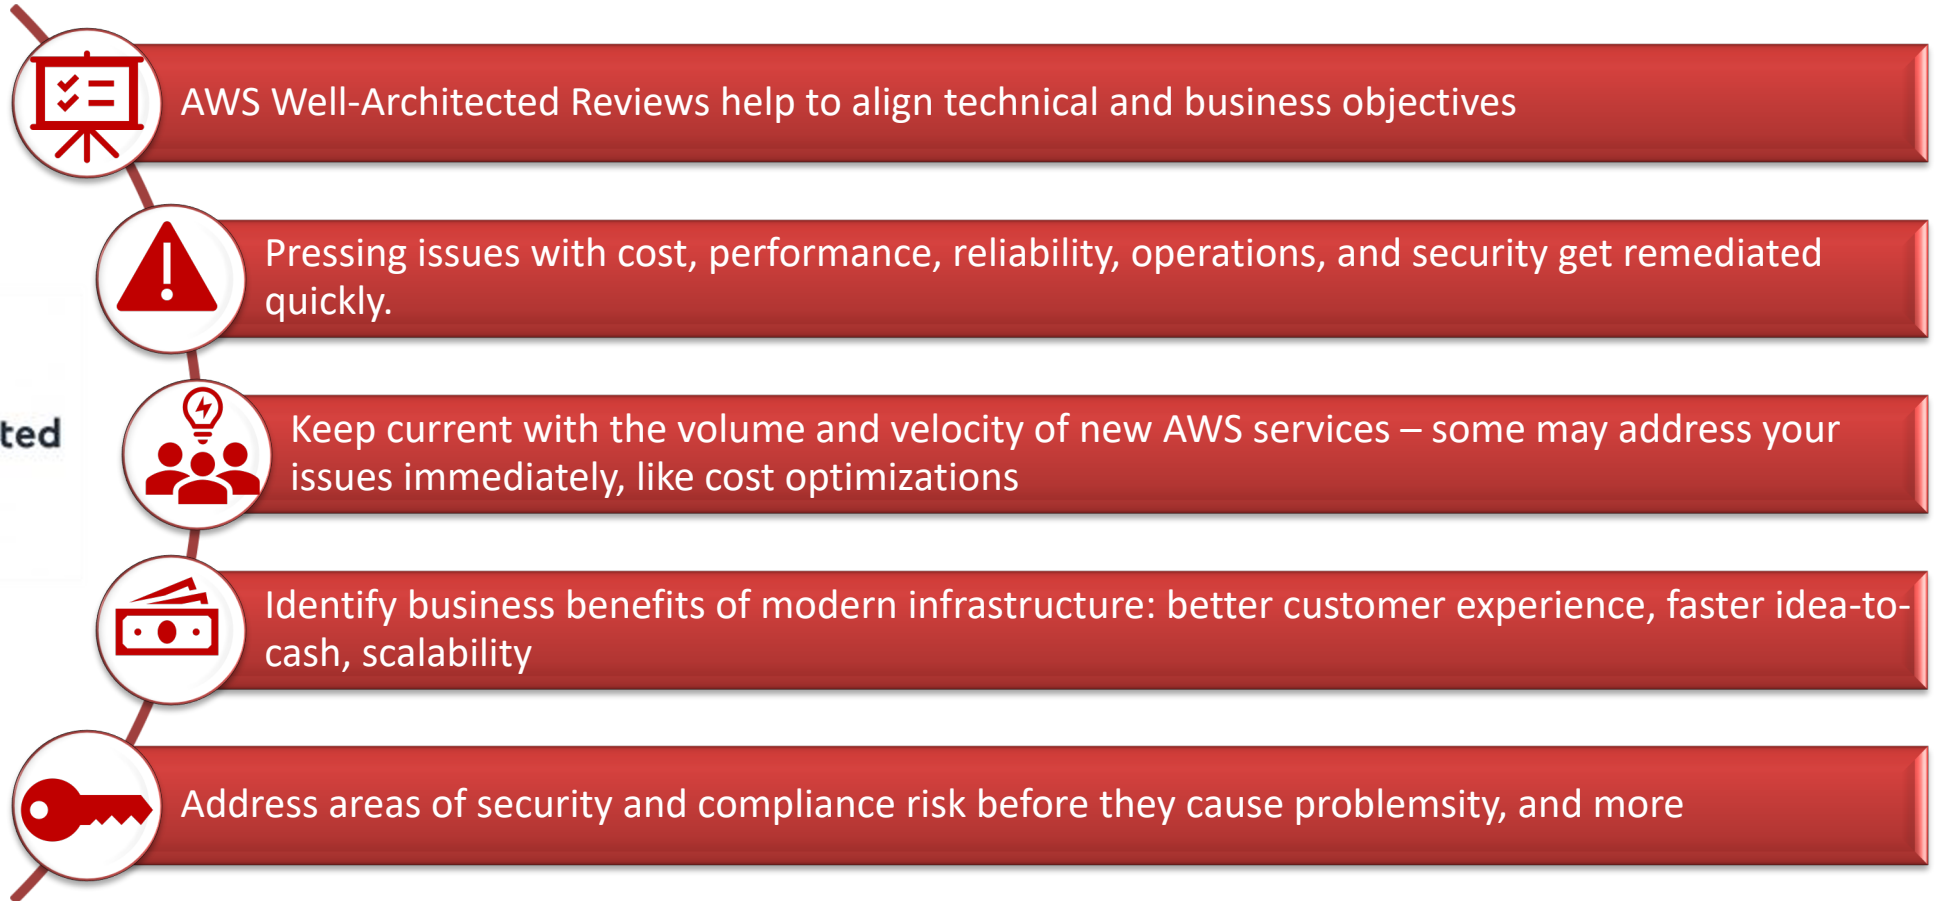 AWS Well-Architected Reviews help to align technical and business objectives
Pressing issues with cost, performance, reliability, operations, and security get remediated
quickly.
ted
Keep current with the volume and velocity of new AWS services – some may address your
issues immediately, like cost optimizations
Identify business benefits of modern infrastructure: better customer experience, faster idea-to-
cash, scalability
Address areas of security and compliance risk before they cause problemsity, and more